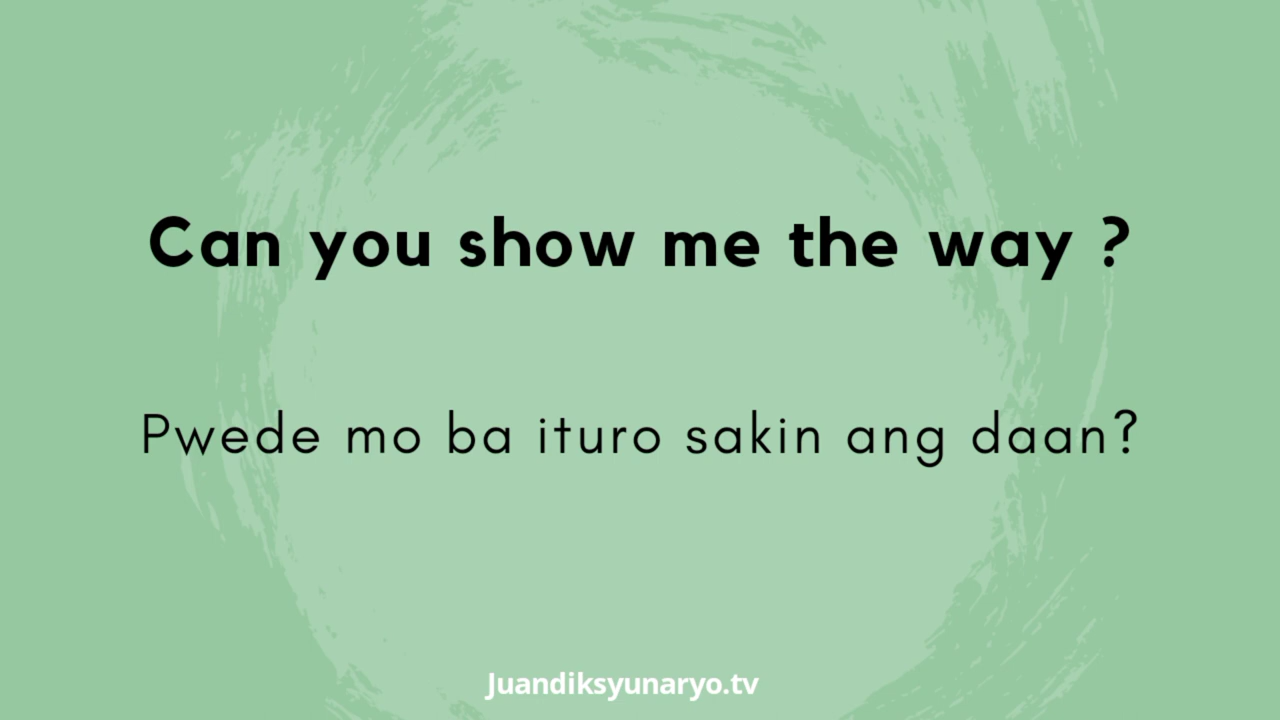 Can you show me the way ?
Pwede mo ba ituro sakin ang daan?
Juandiksyunaryo.tv